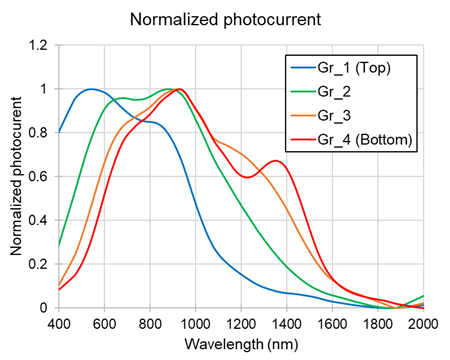 Normalized photocurrent
1.2
1
0.8
0.6
0.4
0.2
0
Normalized photocurrent
Gr_1 (Top)
Gr_2
Gr_3
Gr_4 (Bottom)
400 600 800 1000 1200 1400 1600 1800 2000
Wavelength (nm)